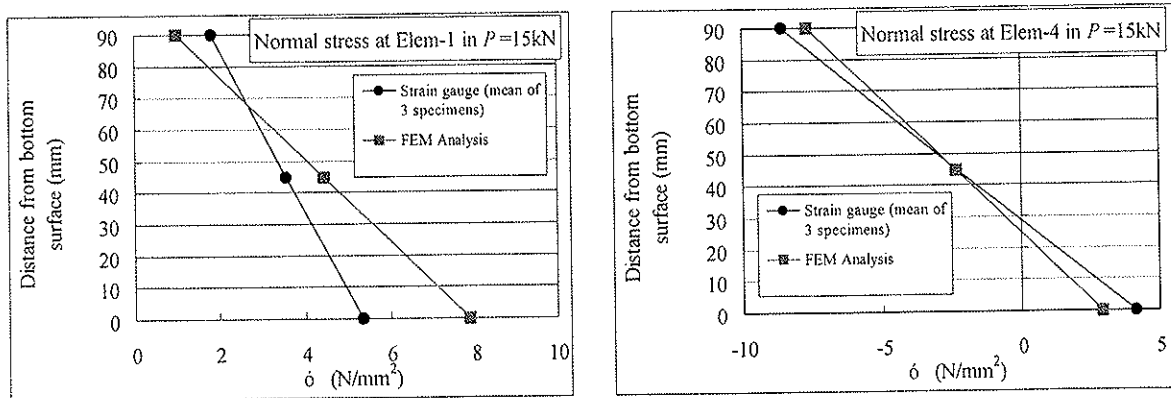 Normal stress at Elem-1 in P =15kN
90
80
70
60
50
40
30
20
10
0
Distance from bottom
surface (mm)
Strain gauge (mean of
3 specimens)
FEM Analysis
0
2
4
6
8
10
ó (N/mm²)
Normal stress at Elem-4 in P =15kN
90
80
70
60
50
40
30
20
10
0
Distance from bottom
surface (mm)
Strain gauge (mean of
3 specimens)
FEM Analysis
-10
-5
0
5
ó (N/mm²)